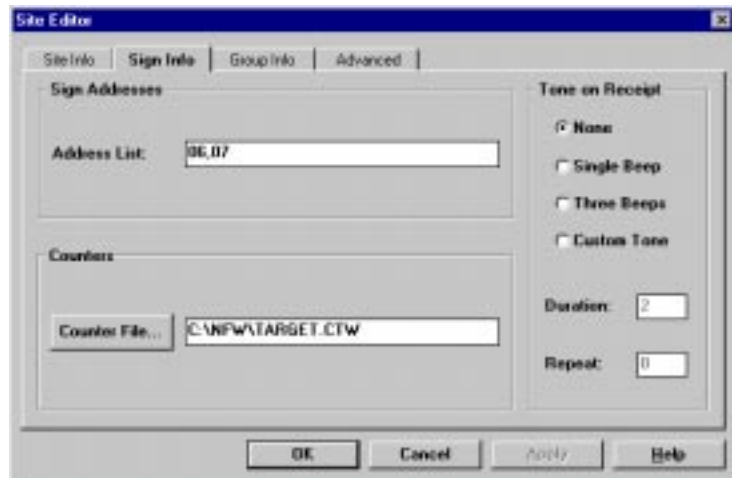 Site Editor
Site Info
Sign Info
Group Info
Advanced
Sign Addresses
Address List:
06,07
Counters
Counter File...
C:\NFW\TARGET.CTW
Tone on Receipt
None
Single Beep
Three Beeps
Custom Tone
Duration:
2
Repeat:
0
OK
Cancel
Apply
Help